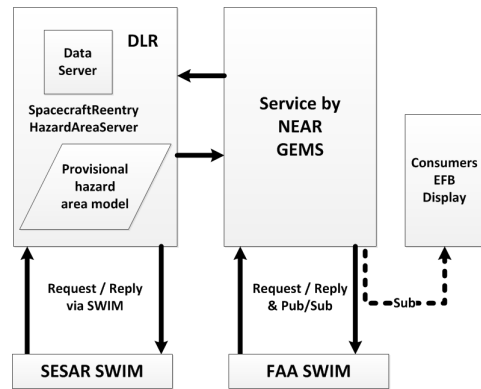 DLR
Data
Server
SpacecraftReentry
HazardAreaServer
Provisional
hazard
area model
Service by
NEAR
GEMS
Consumers
EFB
Display
Request / Reply
via SWIM
Request / Reply
& Pub/Sub
Sub
SESAR SWIM
FAA SWIM